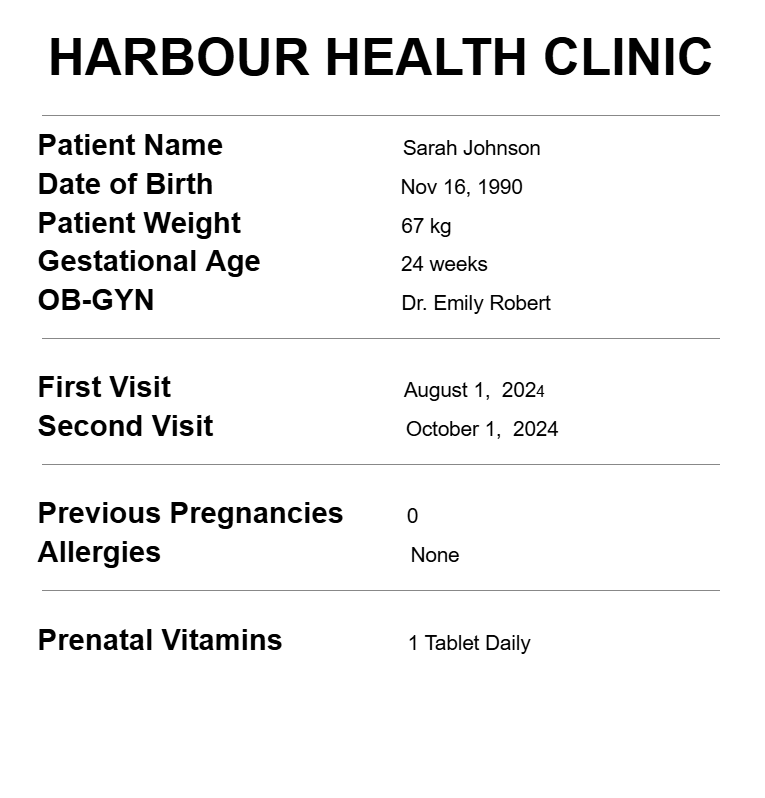 HARBOUR HEALTH CLINIC
Patient Name Sarah Johnson
Date of Birth Nov 16, 1990
Patient Weight 67 kg
Gestational Age 24 weeks
OB-GYN Dr. Emily Robert
First Visit August 1, 2024
Second Visit October 1, 2024
Previous Pregnancies 0
Allergies None
Prenatal Vitamins 1 Tablet Daily